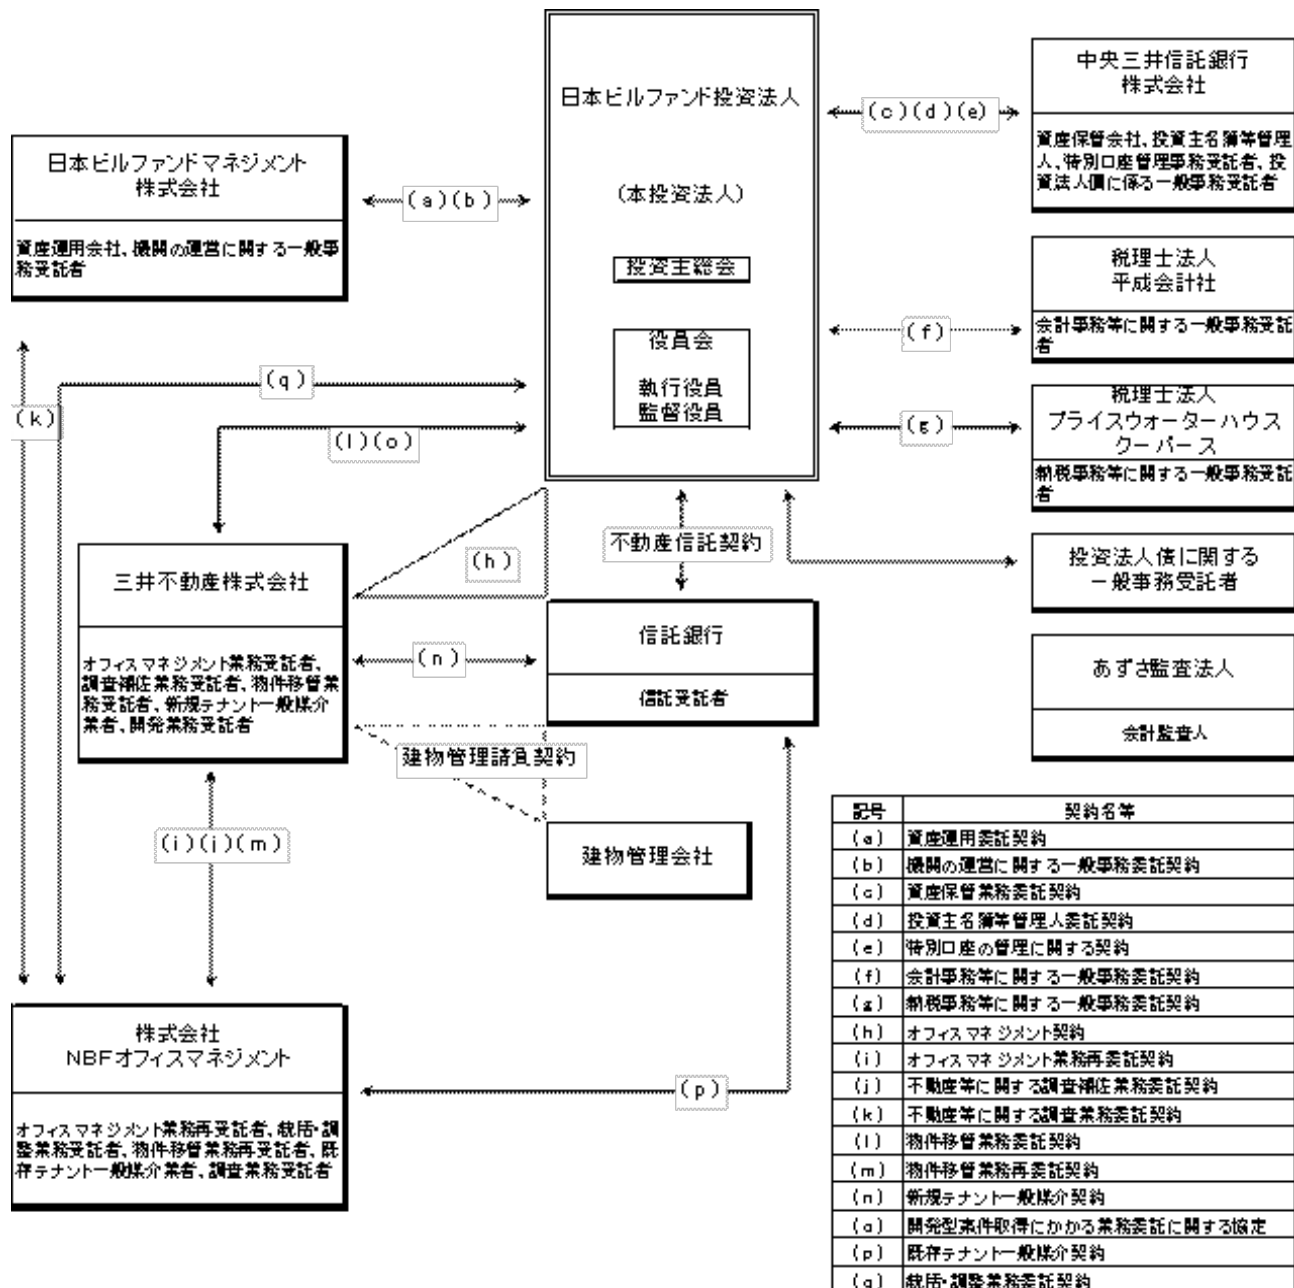 日本ビルファンド投資法人
(本投資法人)
投資主総会
役員会
執行役員
監督役員
中央三井信託銀行
株式会社
資産保管会社、投資主名簿等管理
人、特別口座管理事務受託者、投
資法人債に係る一般事務受託者
(c)(d)(e)
日本ビルファンドマネジメント
株式会社
資産運用会社、機関の運営に関する一般事
務受託者
(a)(b)
税理士法人
平成会計社
会計事務等に関する一般事務受託
者
(f)
税理士法人
プライスウォーターハウス
クーパース
納税事務等に関する一般事務受託
者
(g)
(q)
(k)
(l)(o)
投資法人債に関する
一般事務受託者
不動産信託契約
(h)
三井不動産株式会社
オフィスマネジメント業務受託者、
調査補佐業務受託者、物件移管業
務受託者、新規テナント一般媒介
業者、開発業務受託者
(n)
信託銀行
信託受託者
あずさ監査法人
会計監査人
建物管理請負契約
建物管理会社
(i)(j)(m)
株式会社
NBFオフィスマネジメント
オフィスマネジメント業務再受託者、統括・調
整業務受託者、物件移管業務再受託者、既
存テナント一般媒介業者、調査業務受託者
(p)
記号 契約名等
(a) 資産運用委託契約
(b) 機関の運営に関する一般事務委託契約
(c) 資産保管業務委託契約
(d) 投資主名簿等管理人委託契約
(e) 特別口座の管理に関する契約
(f) 会計事務等に関する一般事務委託契約
(g) 納税事務等に関する一般事務委託契約
(h) オフィスマネジメント契約
(i) オフィスマネジメント業務再委託契約
(j) 不動産等に関する調査補佐業務委託契約
(k) 不動産等に関する調査業務委託契約
(l) 物件移管業務委託契約
(m) 物件移管業務再委託契約
(n) 新規テナント一般媒介契約
(o) 開発型案件取得にかかる業務委託に関する協定
(p) 既存テナント一般媒介契約
(q) 統括・調整業務委託契約